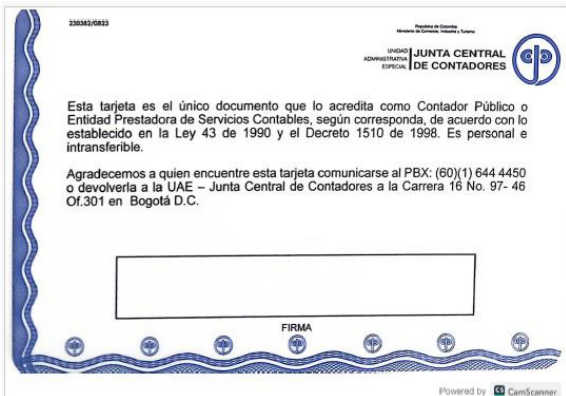 230382/0823
República de Colombia
Ministerio de Comercio, Industria y Turismo
UNIDAD
ADMINISTRATIVA
ESPECIAL
JUNTA CENTRAL
DE CONTADORES
Esta tarjeta es el único documento que lo acredita como Contador Público o
Entidad Prestadora de Servicios Contables, según corresponda, de acuerdo con lo
establecido en la Ley 43 de 1990 y el Decreto 1510 de 1998. Es personal e
intransferible.
Agradecemos a quien encuentre esta tarjeta comunicarse al PBX: (60)(1) 644 4450
o devolverla a la UAE – Junta Central de Contadores a la Carrera 16 No. 97- 46
Of.301 en Bogotá D.C.
FIRMA
Powered by CS CamScanner